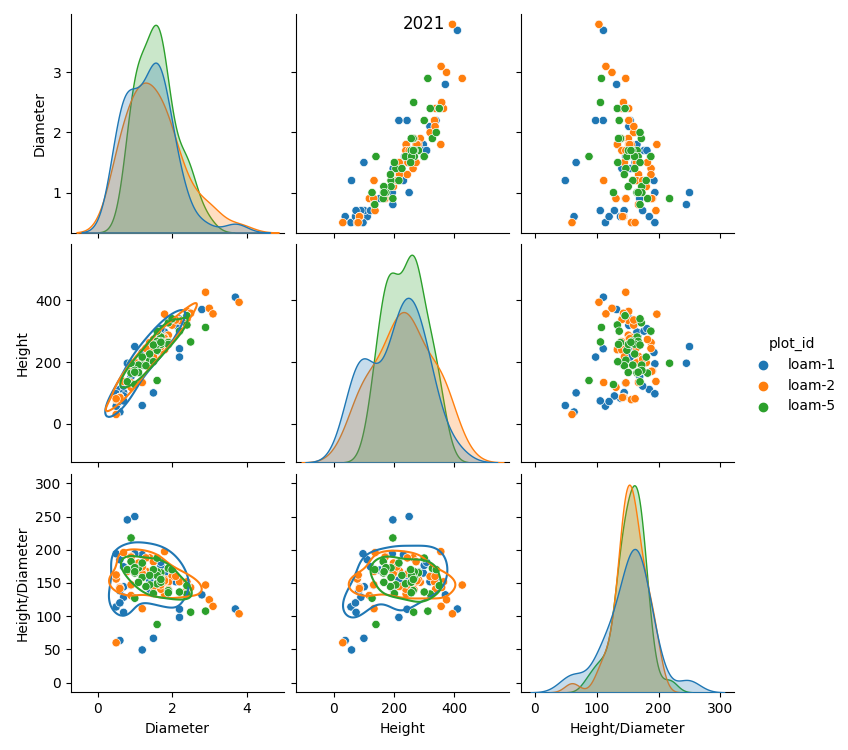 2021
Diameter
3
2
1
Height
400
200
0
plot_id
loam-1
loam-2
loam-5
Height/Diameter
300
250
200
150
100
50
0
0 2 4
0 200 400
0 100 200 300
Diameter
Height
Height/Diameter